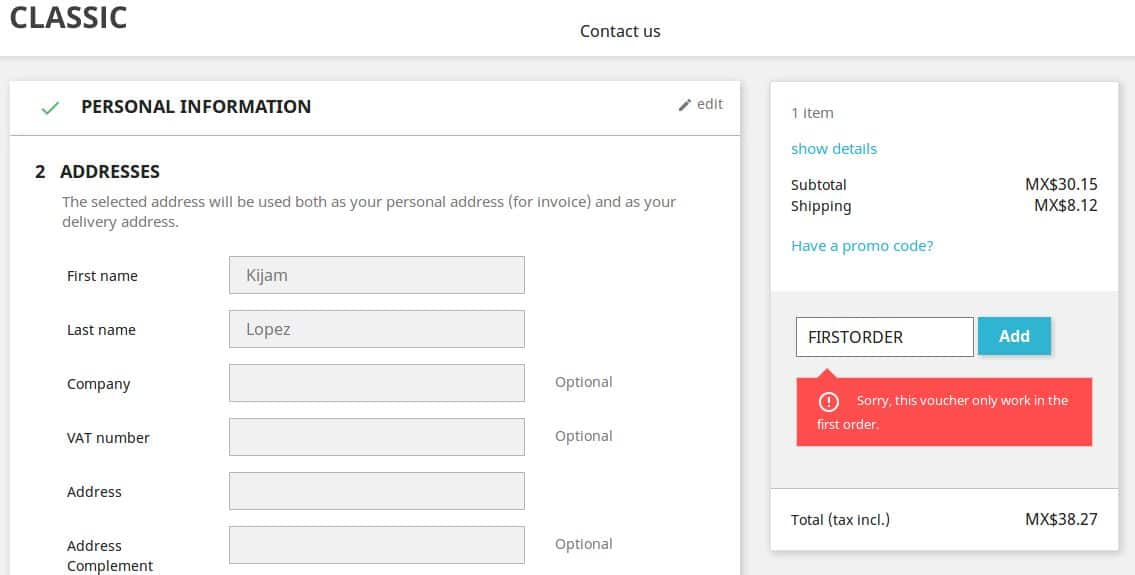 CLASSIC
Contact us
PERSONAL INFORMATION
edit
2 ADDRESSES
The selected address will be used both as your personal address (for invoice) and as your
delivery address.
First name
Kijam
Last name
Lopez
Company
Optional
VAT number
Optional
Address
Address
Complement
Optional
1 item
show details
Subtotal MX$30.15
Shipping MX$8.12
Have a promo code?
FIRSTORDER
Add
Sorry, this voucher only work in the
first order.
Total (tax incl.) MX$38.27